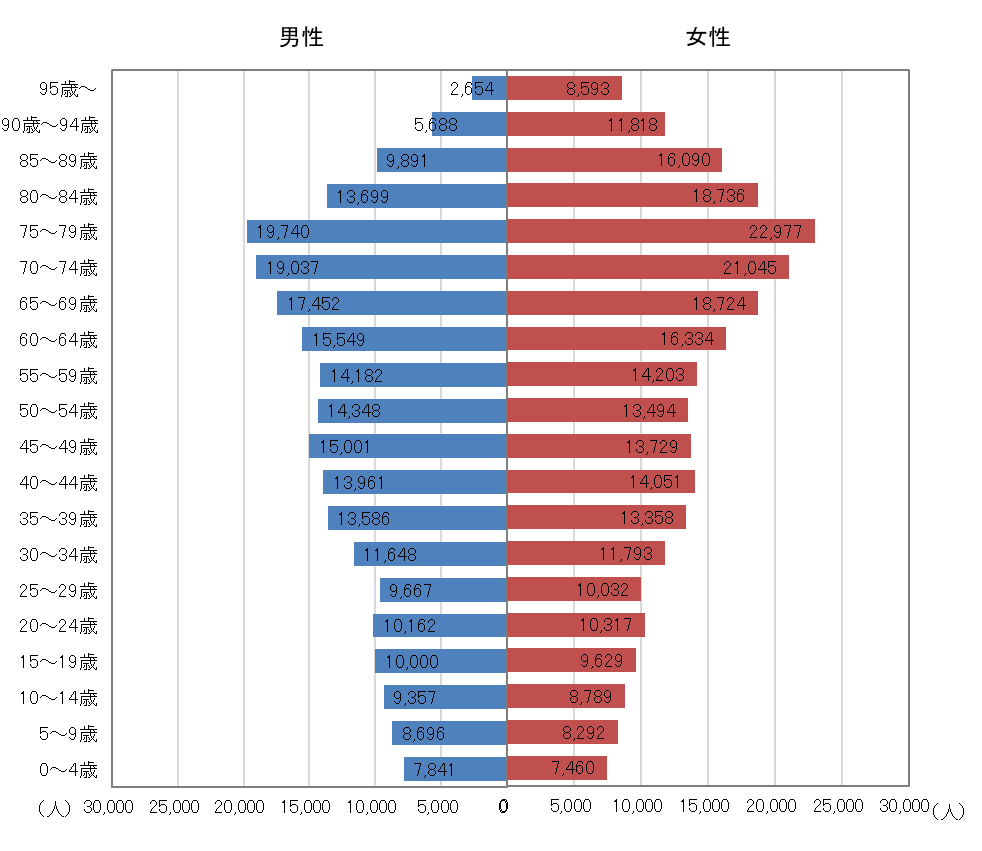 男性 女性
95歳～ 2,654 8,593
90歳～94歳 5,688 11,818
85～89歳 9,891 16,090
80～84歳 13,699 18,736
75～79歳 19,740 22,977
70～74歳 19,037 21,045
65～69歳 17,452 18,724
60～64歳 15,549 16,334
55～59歳 14,182 14,203
50～54歳 14,348 13,494
45～49歳 15,001 13,729
40～44歳 13,961 14,051
35～39歳 13,586 13,358
30～34歳 11,648 11,793
25～29歳 9,667 10,032
20～24歳 10,162 10,317
15～19歳 10,000 9,629
10～14歳 9,357 8,789
5～9歳 8,696 8,292
0～4歳 7,841 7,460
（人） 30,000 25,000 20,000 15,000 10,000 5,000 0 5,000 10,000 15,000 20,000 25,000 30,000 （人）